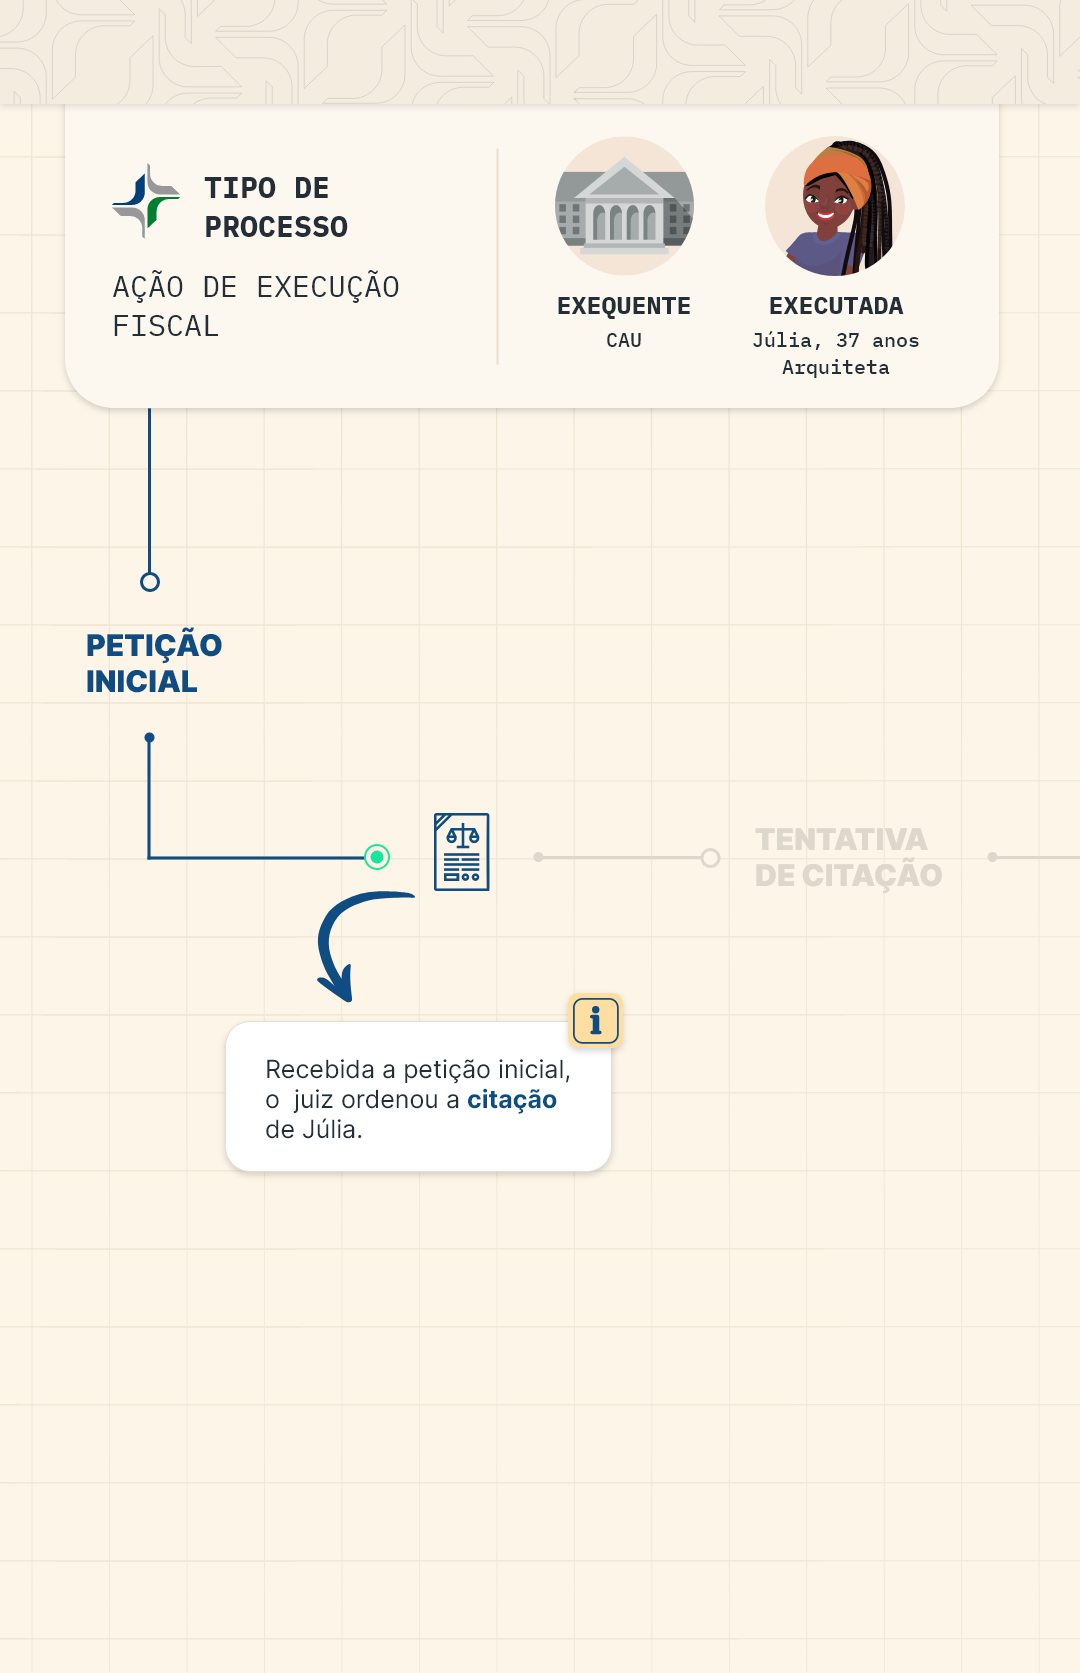 TIPO DE
PROCESSO
AÇÃO DE EXECUÇÃO
FISCAL
EXEQUENTE
CAU
EXECUTADA
Júlia, 37 anos
Arquiteta
PETIÇÃO
INICIAL
TENTATIVA
DE CITAÇÃO
i
Recebida a petição inicial,
o  juiz ordenou a citação
de Júlia.